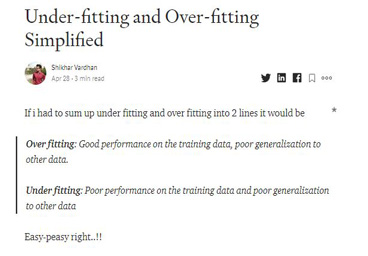 Under-fitting and Over-fitting
Simplified
Shikhar Vardhan
Apr 28 · 3 min read
If i had to sum up under fitting and over fitting into 2 lines it would be
*
Over fitting: Good performance on the training data, poor generalization to
other data.
Under fitting: Poor performance on the training data and poor generalization
to other data
Easy-peasy right..!!